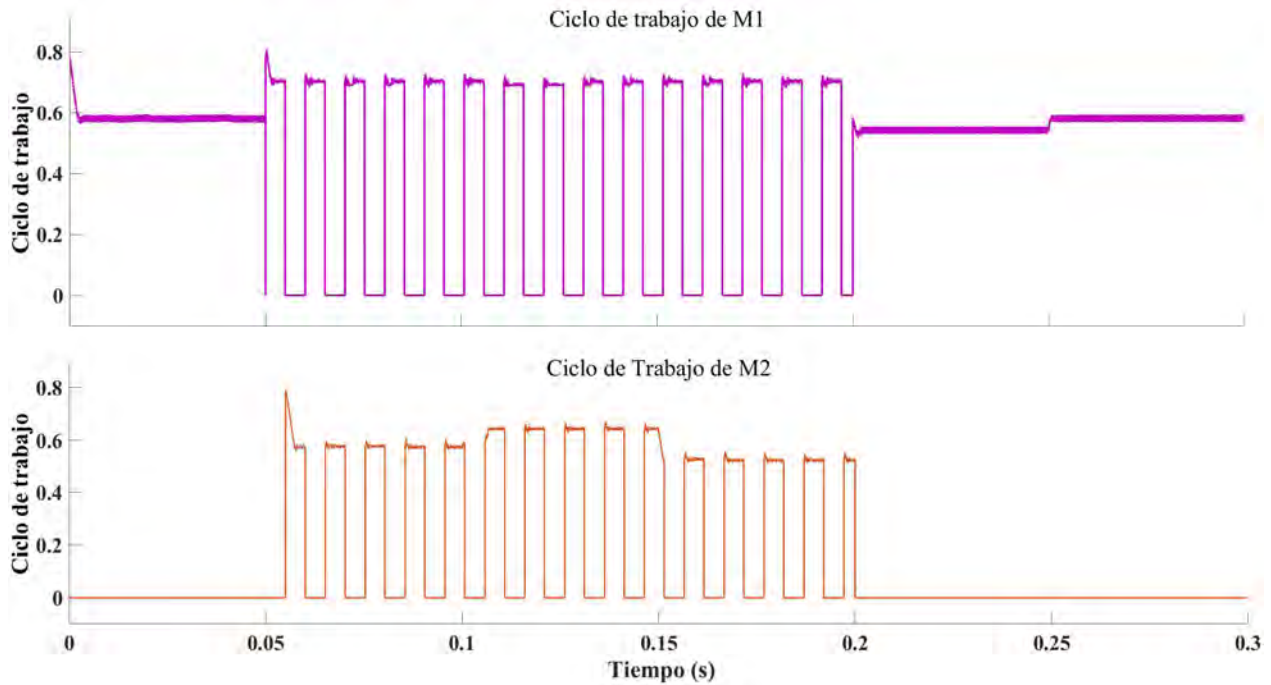 Ciclo de trabajo de M1
Ciclo de trabajo
0.8
0.6
0.4
0.2
0
Ciclo de Trabajo de M2
Ciclo de trabajo
0.8
0.6
0.4
0.2
0
0 0.05 0.1 0.15 0.2 0.25 0.3
Tiempo (s)